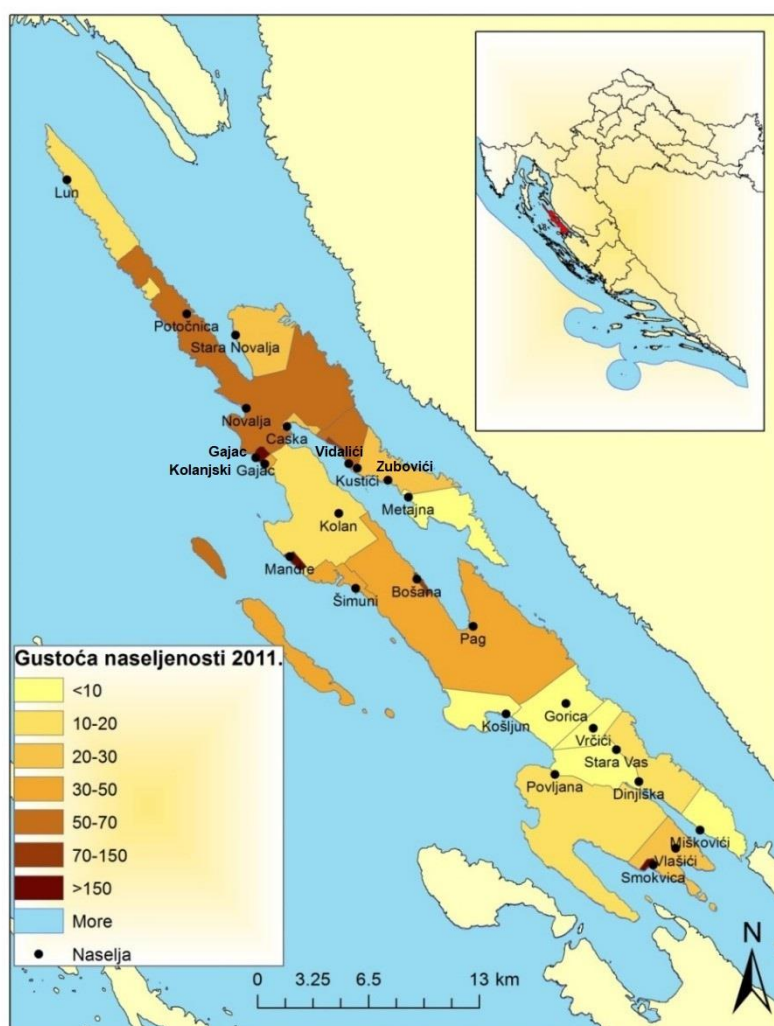 Lun
Potočnica
Stara Novalja
Novalja
Caska
Gajac
Kolanjski Gajac
Vidalići
Kustići
Zubovići
Metajna
Kolan
Mandre
Šimuni
Bošana
Pag
Košljun
Gorica
Vrčići
Stara Vas
Povljana
Dinjiška
Miškovići
Vlašići
Smokvica
Gustoća naseljenosti 2011.
<10
10-20
20-30
30-50
50-70
70-150
>150
More
Naselja
0 3.25 6.5 13 km
N